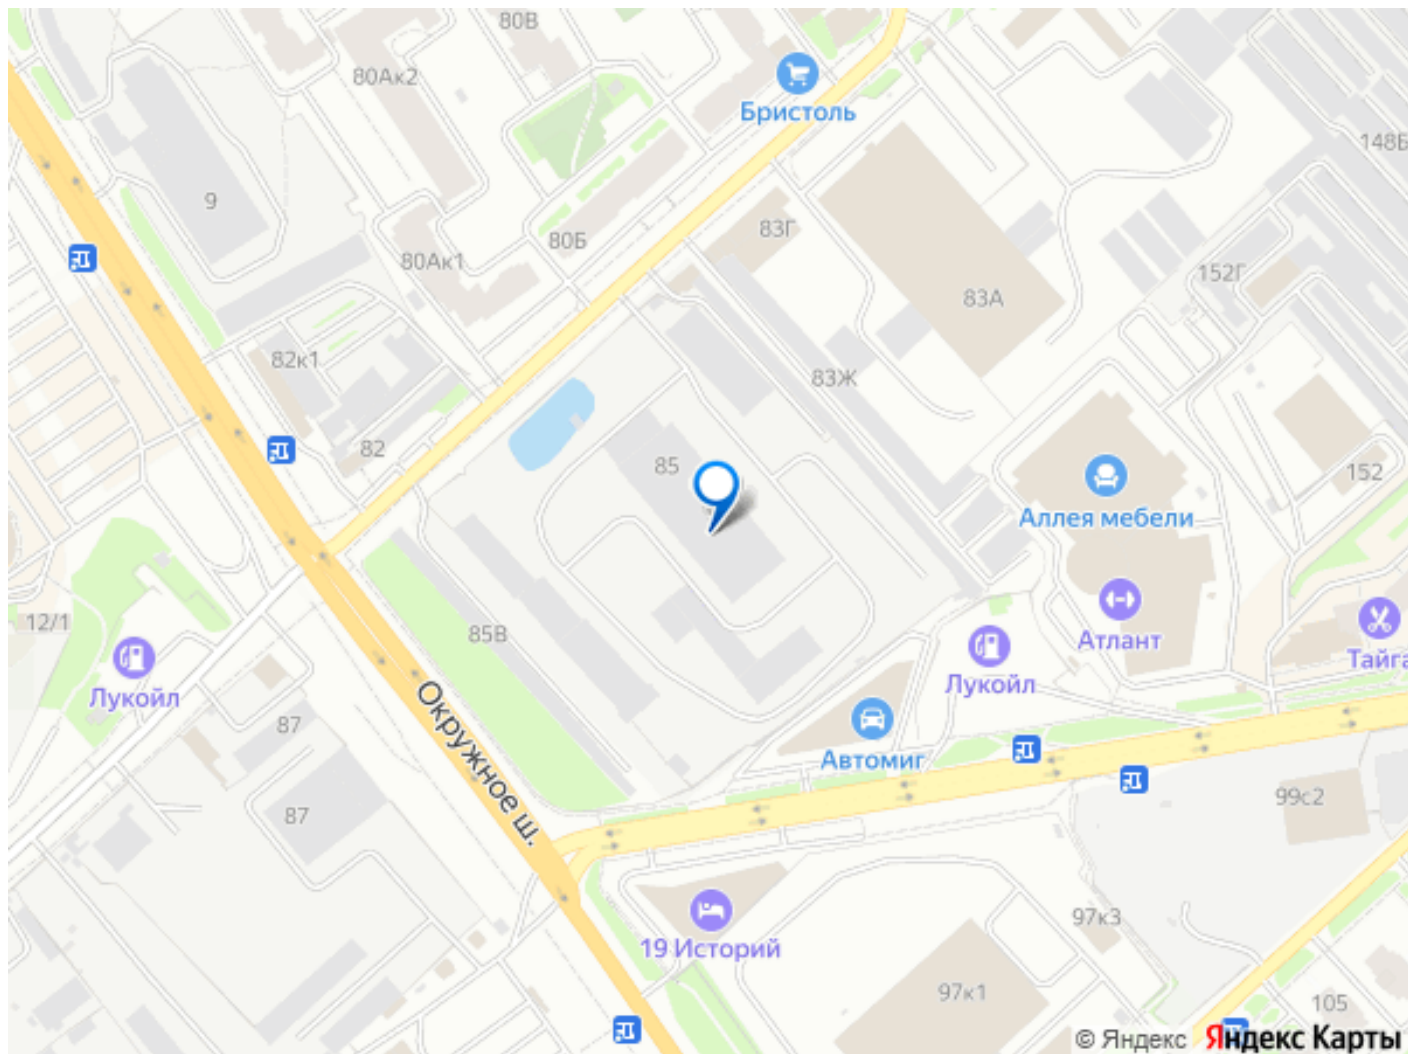 80В
80Ак2
Бристоль
148Б
9
83Г
80Б
80Ак1
152Г
83А
82к1
83Ж
82
85
152
Аллея мебели
12/1
85В
Атлант
Тайга
Лукойл
Лукойл
87
Окружное ш.
Автомиг
87
99с2
97к3
19 Историй
97к1
105
© Яндекс Яндекс Карты